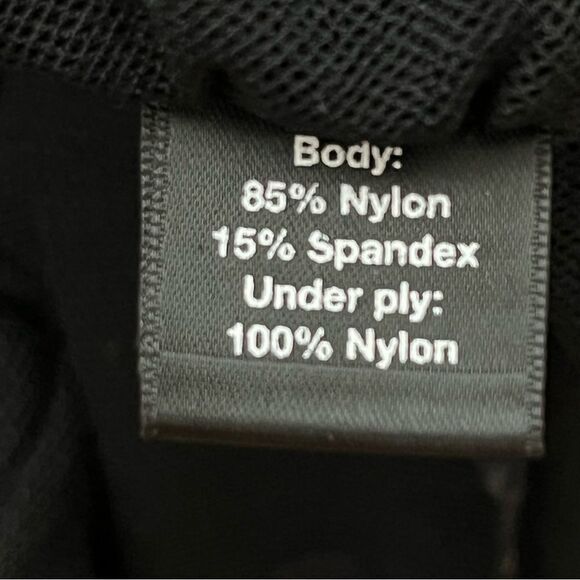 Body:
85% Nylon
15% Spandex
Under ply:
100% Nylon